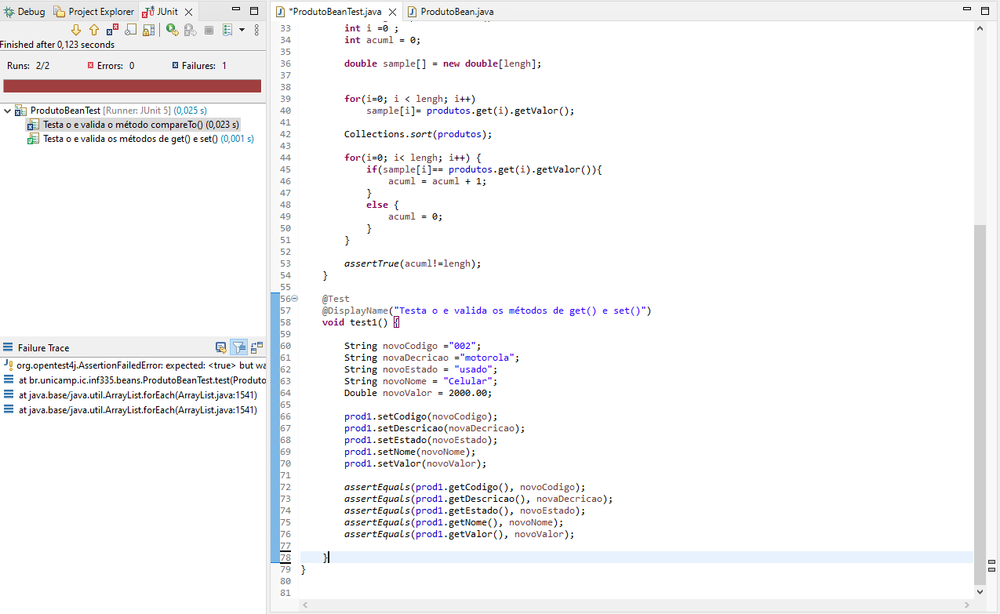 Debug Project Explorer JUnit
Finished after 0,123 seconds
Runs: 2/2 Errors: 0 Failures: 1
ProdutoBeanTest [Runner: JUnit 5] (0,025 s)
Testa o e valida o método compareTo() (0,023 s)
Testa o e valida os métodos de get() e set() (0,001 s)
Failure Trace
org.opentest4j.AssertionFailedError: expected: <true> but wa
at br.unicamp.ic.inf335.beans.ProdutoBeanTest.test(Produto
at java.base/java.util.ArrayList.forEach(ArrayList.java:1541)
at java.base/java.util.ArrayList.forEach(ArrayList.java:1541)
*ProdutoBeanTest.java ProdutoBean.java
33 int i =0 ;
34 int acuml = 0;
35
36 double sample[] = new double[lengh];
37
38
39 for(i=0; i < lengh; i++)
40 sample[i]= produtos.get(i).getValor();
41
42 Collections.sort(produtos);
43
44 for(i=0; i< lengh; i++) {
45 if(sample[i]== produtos.get(i).getValor()){
46 acuml = acuml + 1;
47 }
48 else {
49 acuml = 0;
50 }
51 }
52
53 assertTrue(acuml!=lengh);
54 }
55
56 @Test
57 @DisplayName("Testa o e valida os métodos de get() e set()")
58 void test1() {
59
60 String novoCodigo ="002";
61 String novaDecricao ="motorola";
62 String novoEstado = "usado";
63 String novoNome = "Celular";
64 Double novoValor = 2000.00;
65
66 prod1.setCodigo(novoCodigo);
67 prod1.setDescricao(novaDecricao);
68 prod1.setEstado(novoEstado);
69 prod1.setNome(novoNome);
70 prod1.setValor(novoValor);
71
72 assertEquals(prod1.getCodigo(), novoCodigo);
73 assertEquals(prod1.getDescricao(), novaDecricao);
74 assertEquals(prod1.getEstado(), novoEstado);
75 assertEquals(prod1.getNome(), novoNome);
76 assertEquals(prod1.getValor(), novoValor);
77
78 }
79 }
80
81